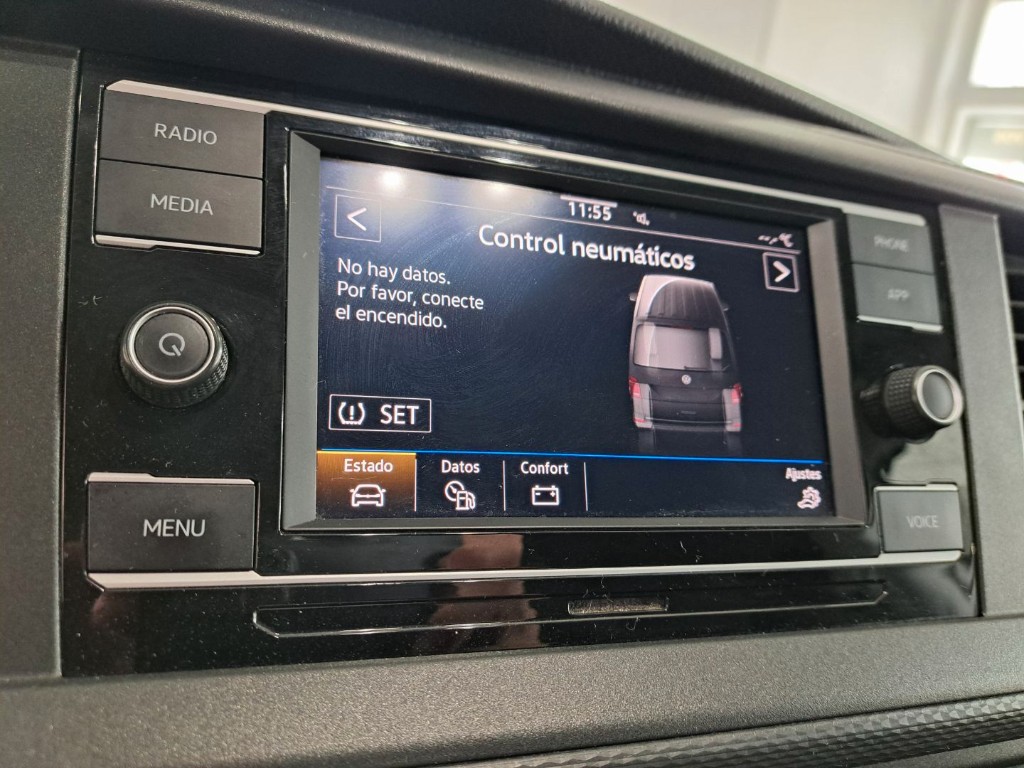 RADIO
MEDIA
MENU
11:55
Control neumáticos
No hay datos.
Por favor, conecte
el encendido.
SET
Estado
Datos
Confort
Ajustes
PHONE
APP
VOICE